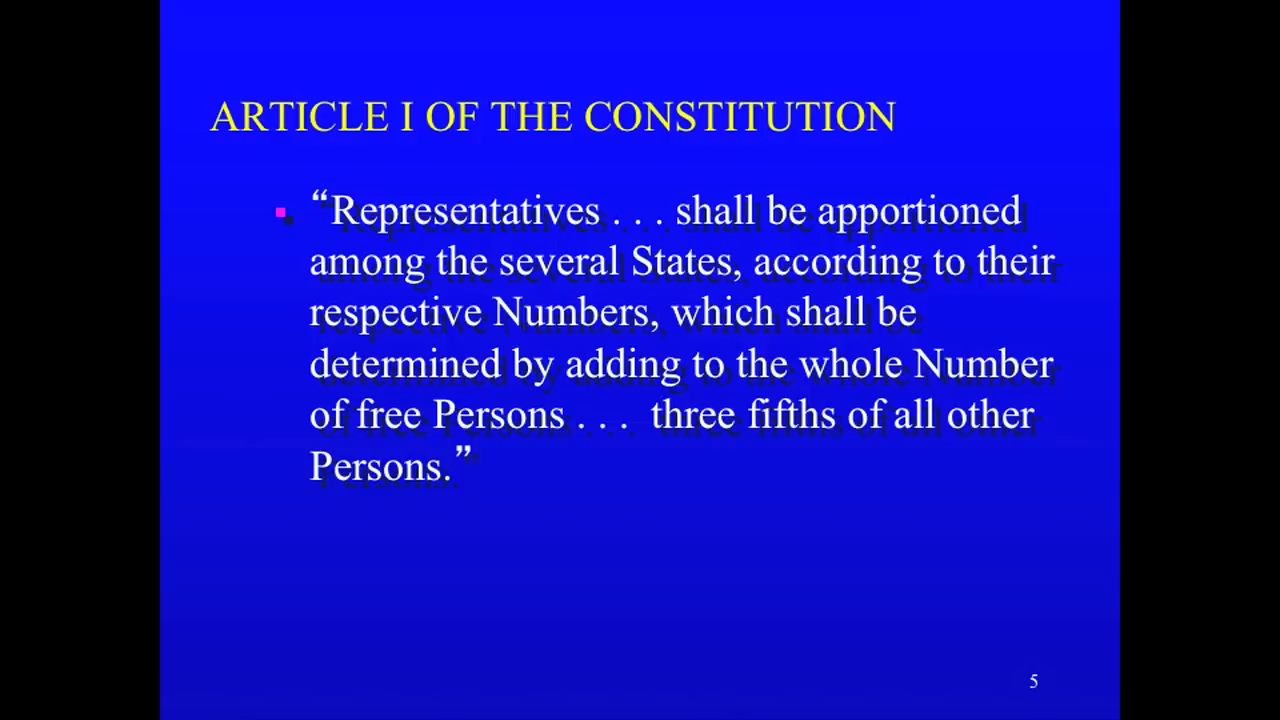 ARTICLE I OF THE CONSTITUTION
“Representatives . . . shall be apportioned
among the several States, according to their
respective Numbers, which shall be
determined by adding to the whole Number
of free Persons . . .  three fifths of all other
Persons.”
5